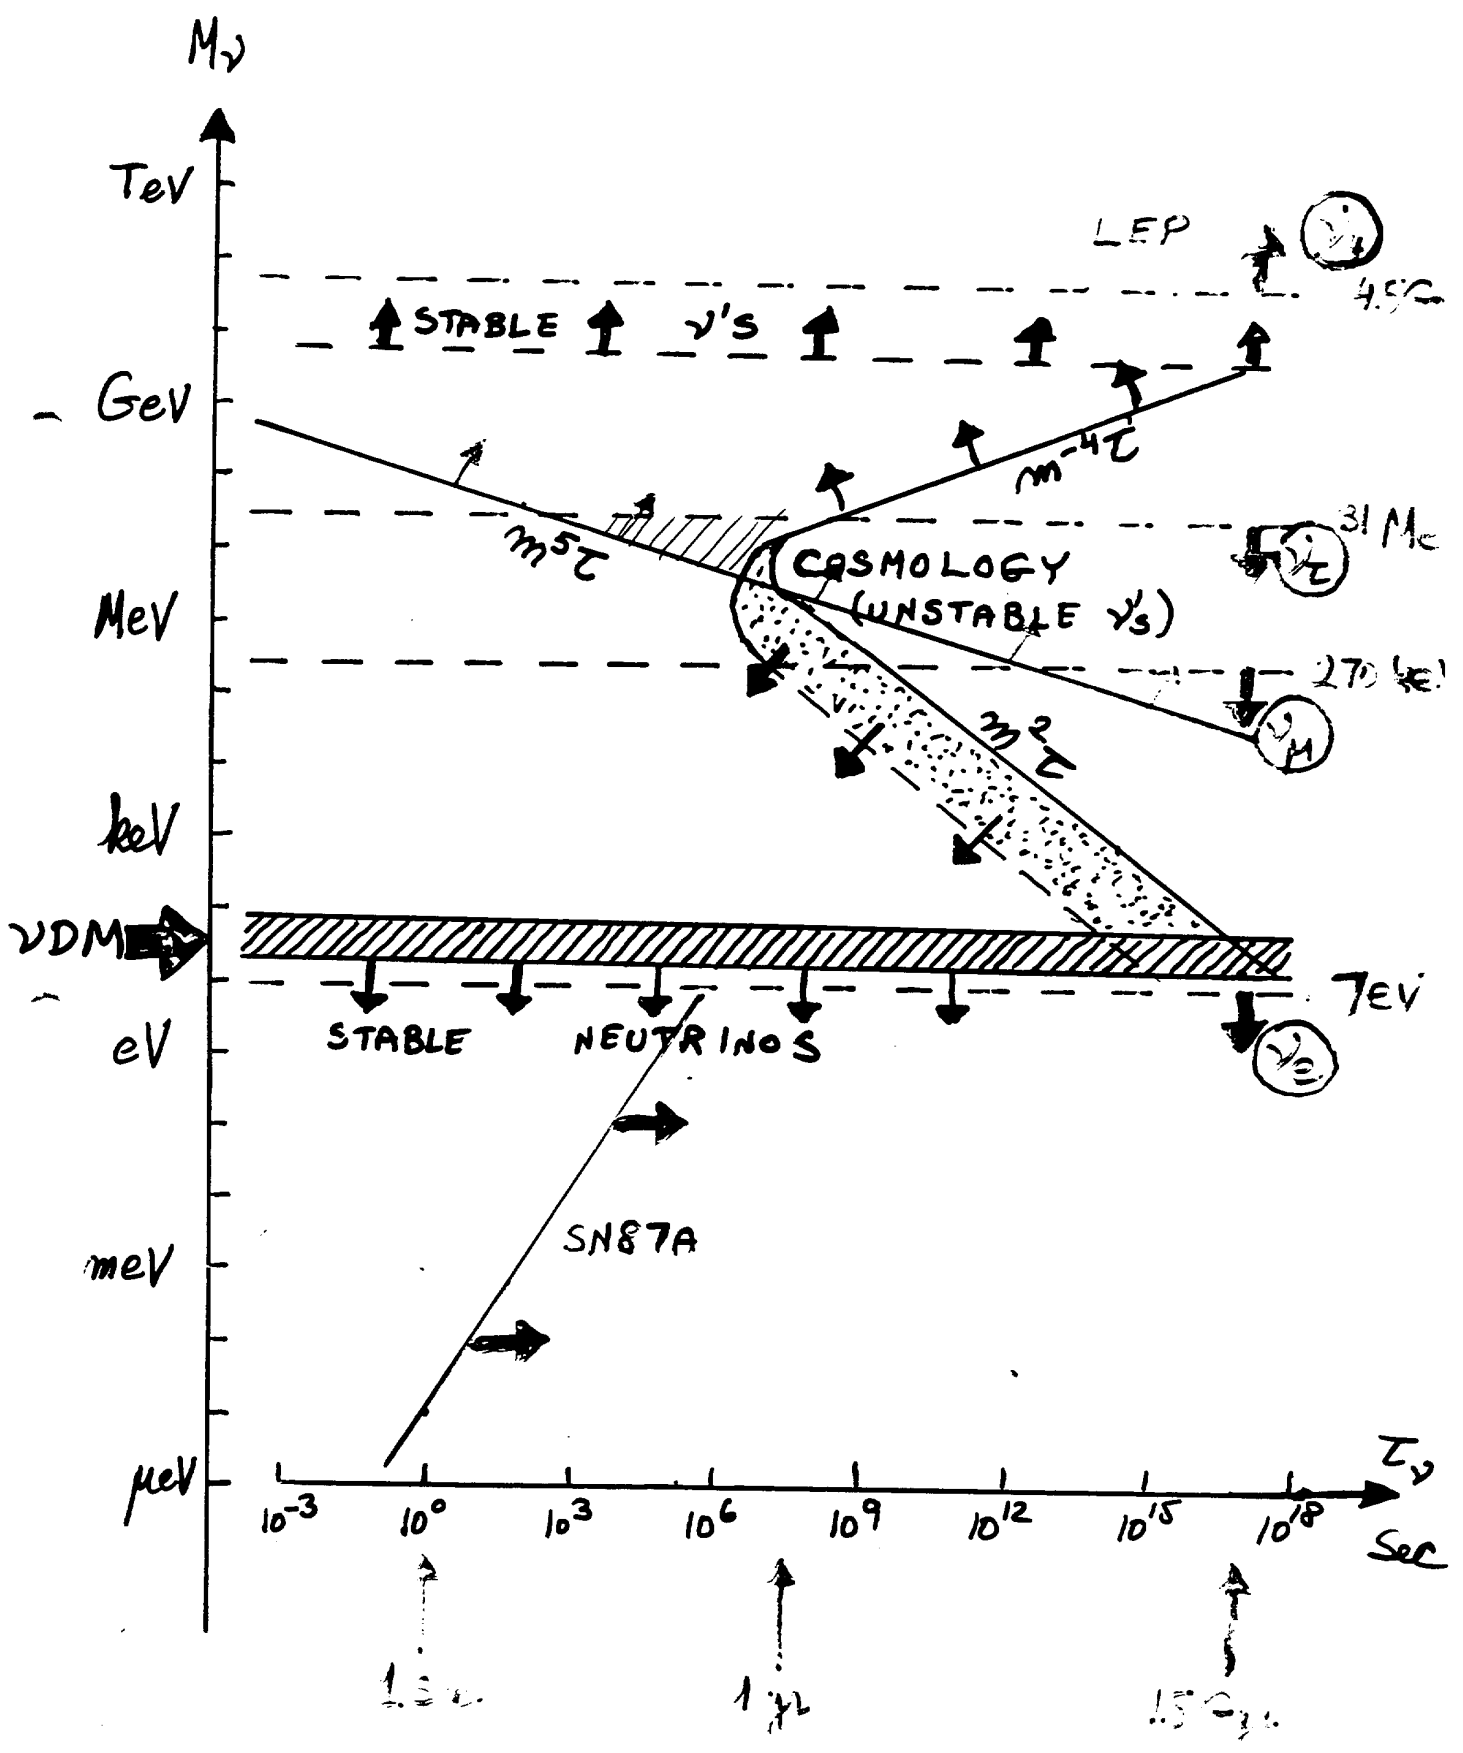 Mν
TeV
LEP
ν4
STABLE ν'S
GeV
m⁻⁴τ
31 Me
m⁵τ
ντ
COSMOLOGY
MeV
(UNSTABLE ν'S)
270 keV
νμ
m²τ
keV
νDM
7eV
STABLE NEUTRINOS
eV
νe
SN87A
meV
μeV
τν
10⁻³ 10⁰ 10³ 10⁶ 10⁹ 10¹² 10¹⁵ 10¹⁸
Sec
1 yr